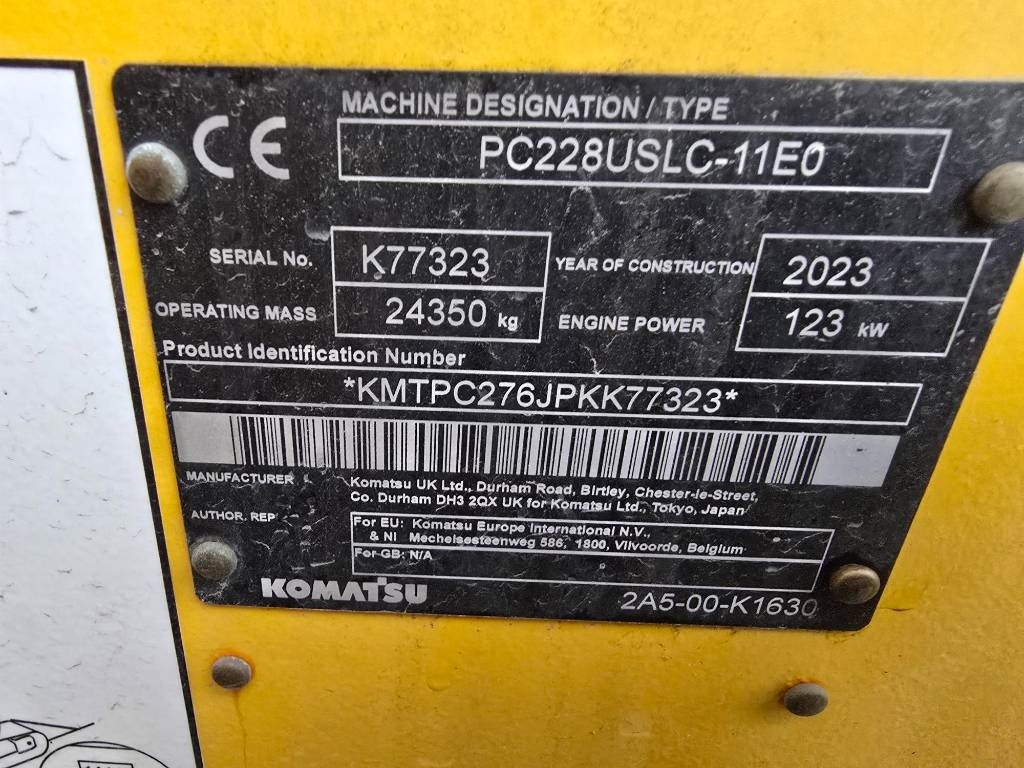 CE
MACHINE DESIGNATION / TYPE
PC228USLC-11E0
SERIAL No. K77323 YEAR OF CONSTRUCTION 2023
OPERATING MASS 24350 kg ENGINE POWER 123 kW
Product Identification Number
*KMTPC276JPKK77323*
MANUFACTURER Komatsu UK Ltd., Durham Road, Birtley, Chester-le-Street,
Co. Durham DH3 2QX UK for Komatsu Ltd., Tokyo, Japan
AUTHOR. REP
For EU: Komatsu Europe International N.V.,
& NI Mechelsesteenweg 586, 1800, Vilvoorde, Belgium
For GB: N/A
KOMATSU 2A5-00-K1630